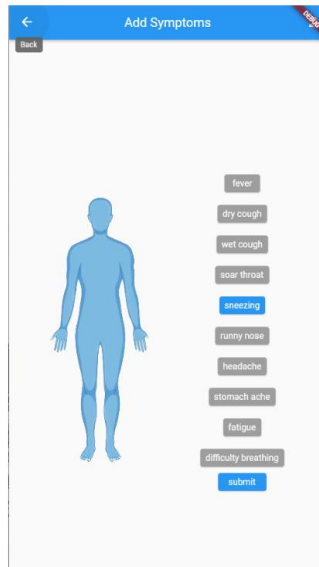 Add Symptoms
DEBUG
Back
fever
dry cough
wet cough
soar throat
sneezing
runny nose
headache
stomach ache
fatigue
difficulty breathing
submit